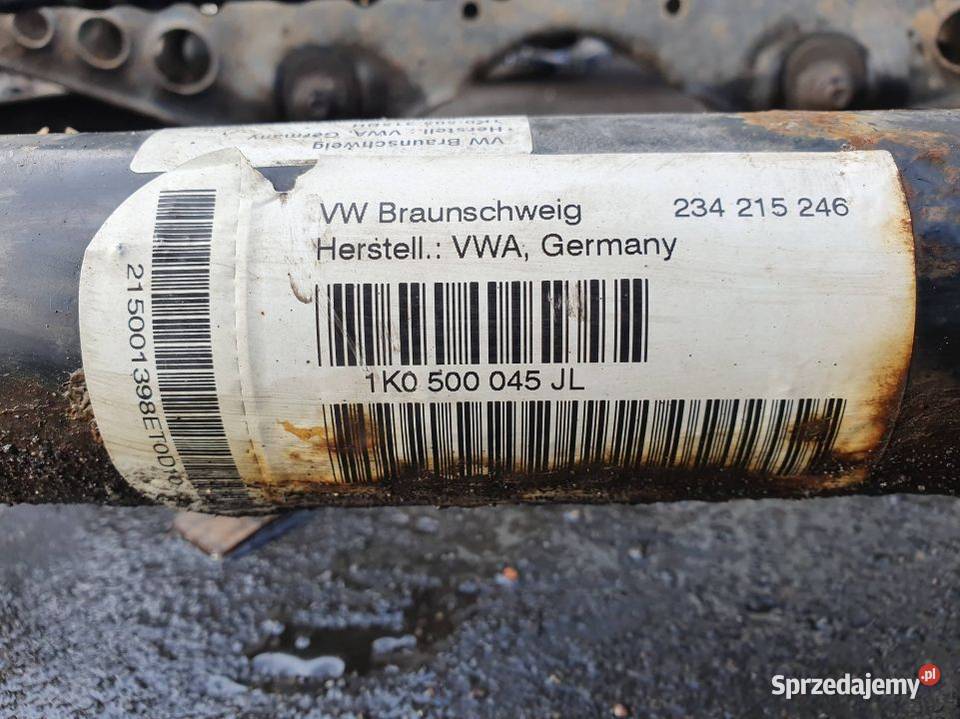 VW Braunschweig
Herstell.: VWA, Germany
VW Braunschweig 234 215 246
Herstell.: VWA, Germany
1K0 500 045 JL
Sprzedajemy.pl